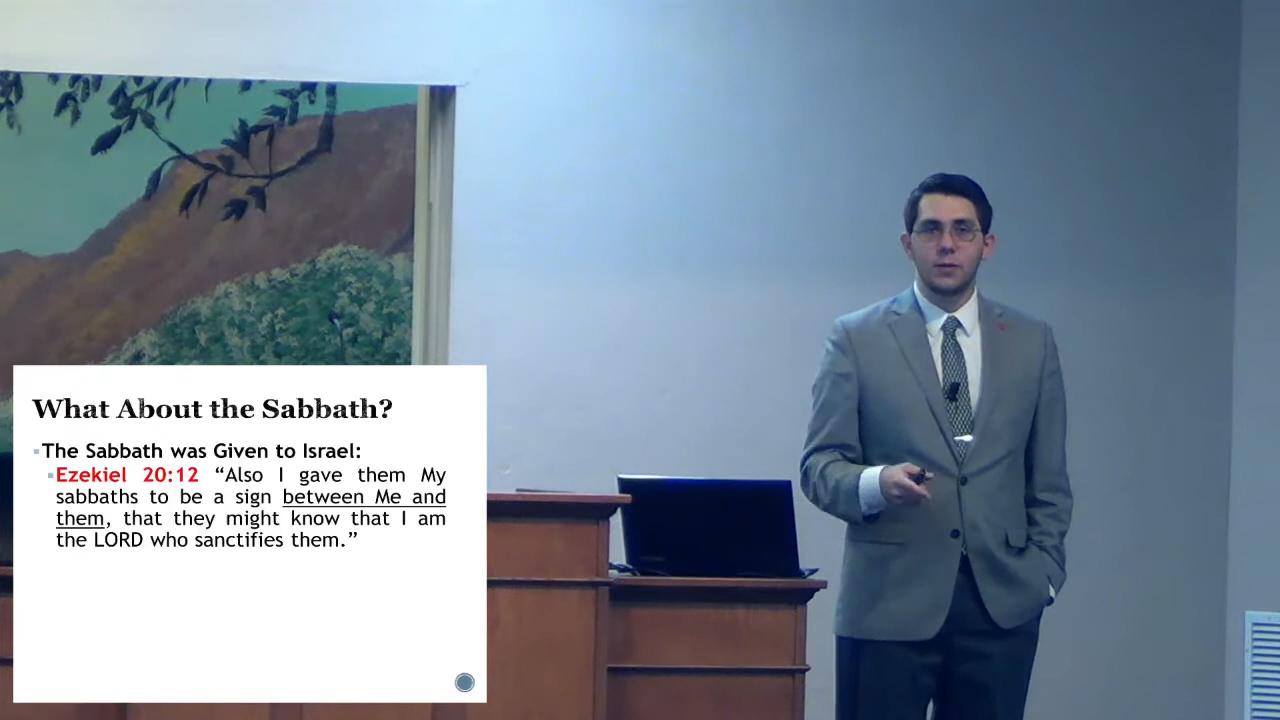 What About the Sabbath?
The Sabbath was Given to Israel:
Ezekiel 20:12 “Also I gave them My
sabbaths to be a sign between Me and
them, that they might know that I am
the LORD who sanctifies them.”